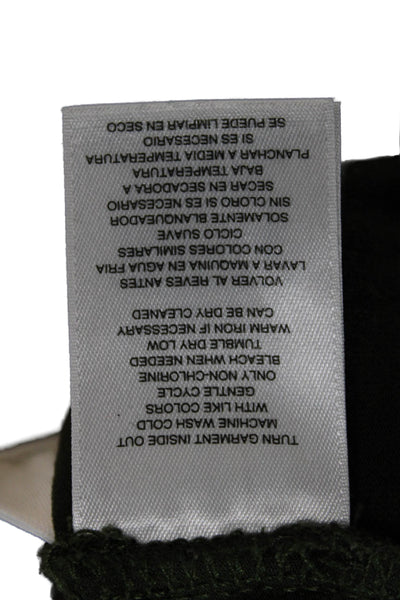 TURN GARMENT INSIDE OUT
MACHINE WASH COLD
WITH LIKE COLORS
GENTLE CYCLE
ONLY NON-CHLORINE
BLEACH WHEN NEEDED
TUMBLE DRY LOW
WARM IRON IF NECESSARY
CAN BE DRY CLEANED
VOLVER AL REVES ANTES
LAVAR A MAQUINA EN AGUA FRIA
CON COLORES SIMILARES
CICLO SUAVE
SOLAMENTE BLANQUEADOR
SIN CLORO SI ES NECESARIO
SECAR EN SECADORA A
BAJA TEMPERATURA
PLANCHAR A MEDIA TEMPERATURA
SI ES NECESARIO
SE PUEDE LIMPIAR EN SECO